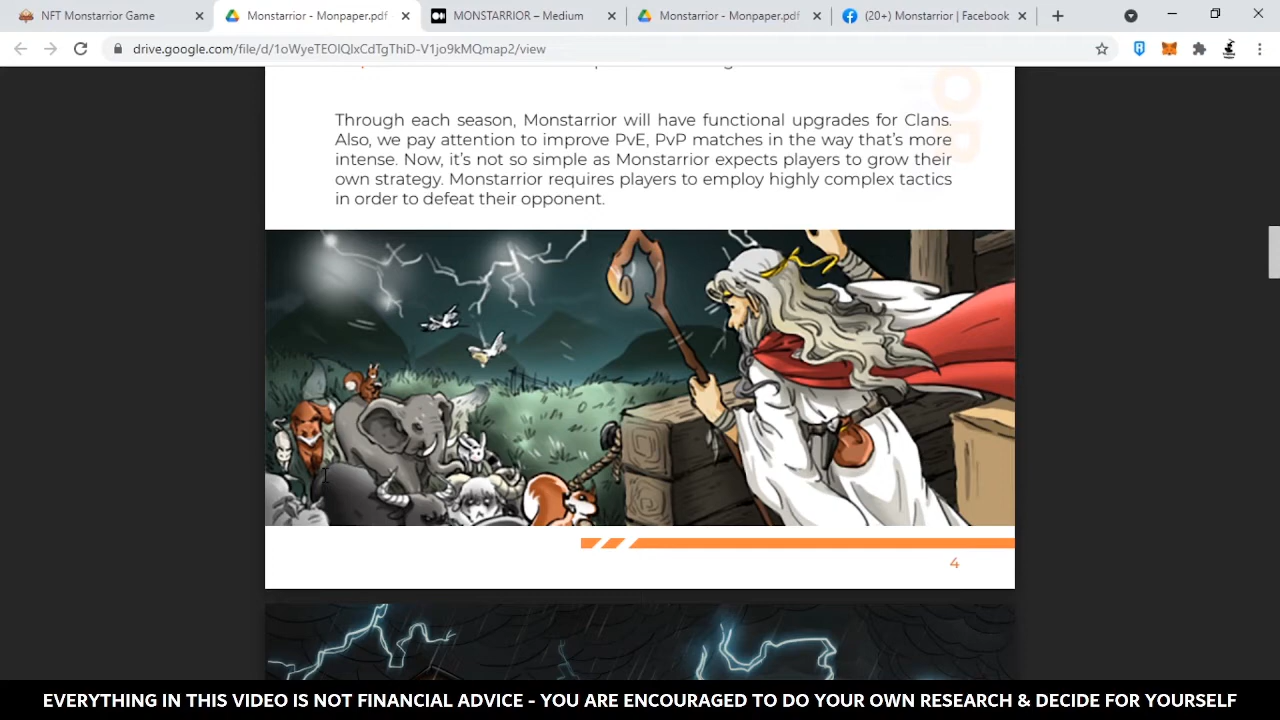 NFT Monstarrior Game
Monstarrior - Monpaper.pdf
MONSTARRIOR – Medium
Monstarrior - Monpaper.pdf
(20+) Monstarrior | Facebook
drive.google.com/file/d/1oWyeTEOlQlxCdTgThiD-V1jo9kMQmap2/view
OP
Through each season, Monstarrior will have functional upgrades for Clans.
Also, we pay attention to improve PvE, PvP matches in the way that's more
intense. Now, it's not so simple as Monstarrior expects players to grow their
own strategy. Monstarrior requires players to employ highly complex tactics
in order to defeat their opponent.
4
EVERYTHING IN THIS VIDEO IS NOT FINANCIAL ADVICE - YOU ARE ENCOURAGED TO DO YOUR OWN RESEARCH & DECIDE FOR YOURSELF